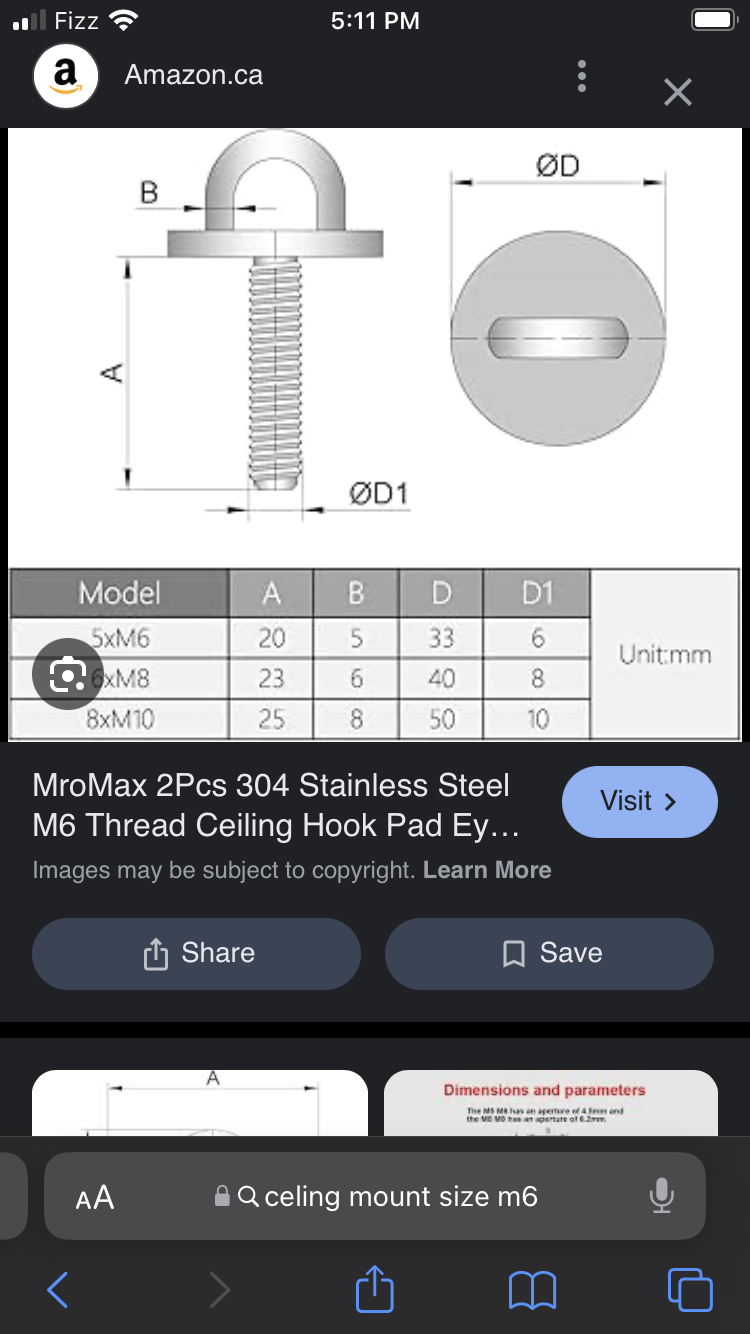 Fizz
5:11 PM
a
Amazon.ca
B
A
ØD1
ØD
Model A B D D1
5xM6 20 5 33 6
6xM8 23 6 40 8
8xM10 25 8 50 10
Unit:mm
MroMax 2Pcs 304 Stainless Steel
M6 Thread Ceiling Hook Pad Ey...
Visit >
Images may be subject to copyright. Learn More
Share
Save
A
Dimensions and parameters
The M5 M6 has an aperture of 4.5mm and
the M8 M9 has an aperture of 6.2mm.
AA
celing mount size m6